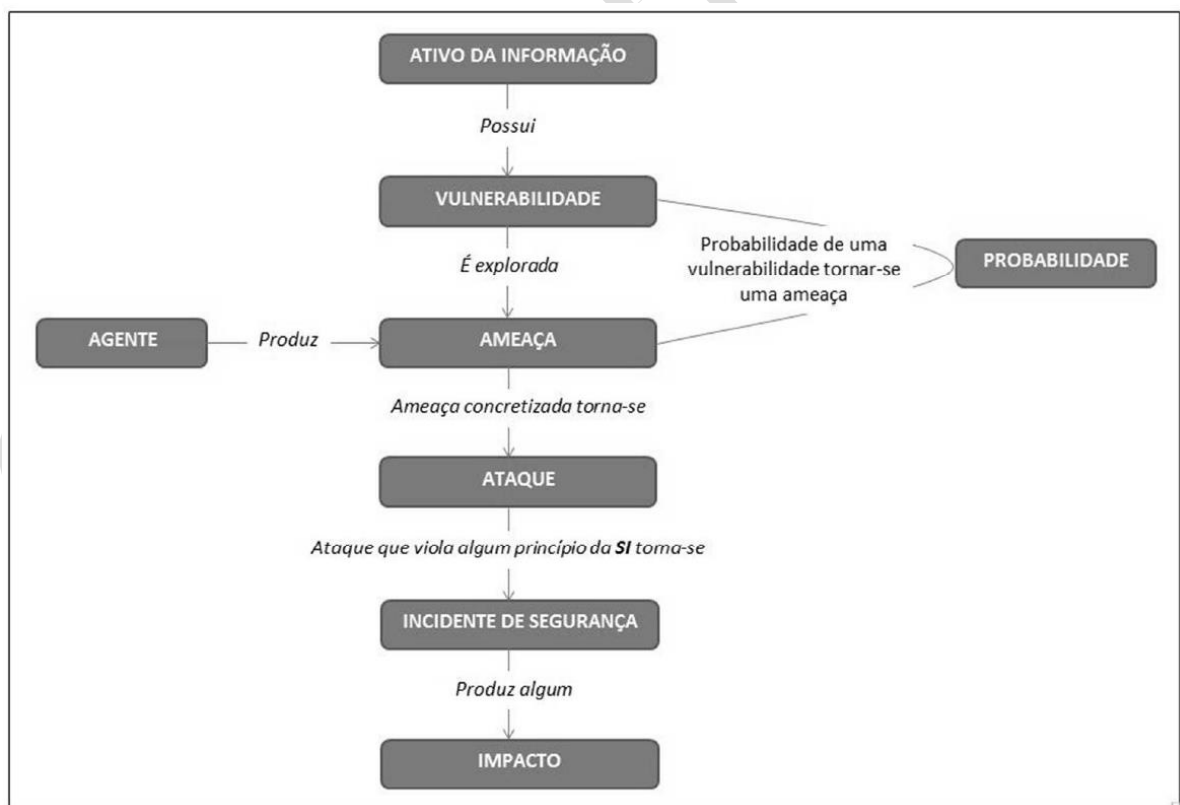 ATIVO DA INFORMAÇÃO
Possui
VULNERABILIDADE
É explorada
Probabilidade de uma
vulnerabilidade tornar-se
uma ameaça
PROBABILIDADE
AGENTE
Produz
AMEAÇA
Ameaça concretizada torna-se
ATAQUE
Ataque que viola algum princípio da SI torna-se
INCIDENTE DE SEGURANÇA
Produz algum
IMPACTO